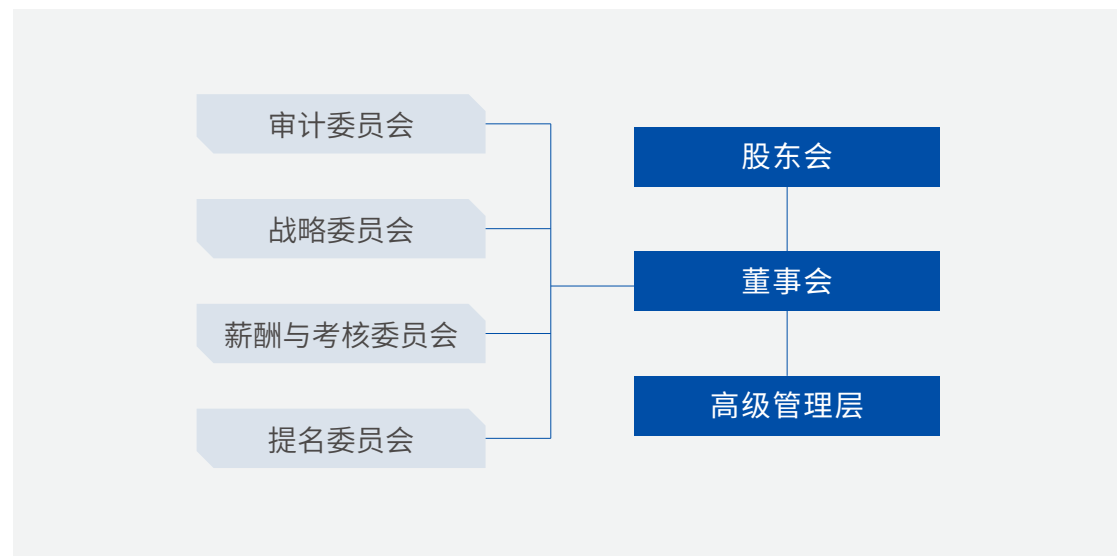 审计委员会
战略委员会
薪酬与考核委员会
提名委员会
股东会
董事会
高级管理层